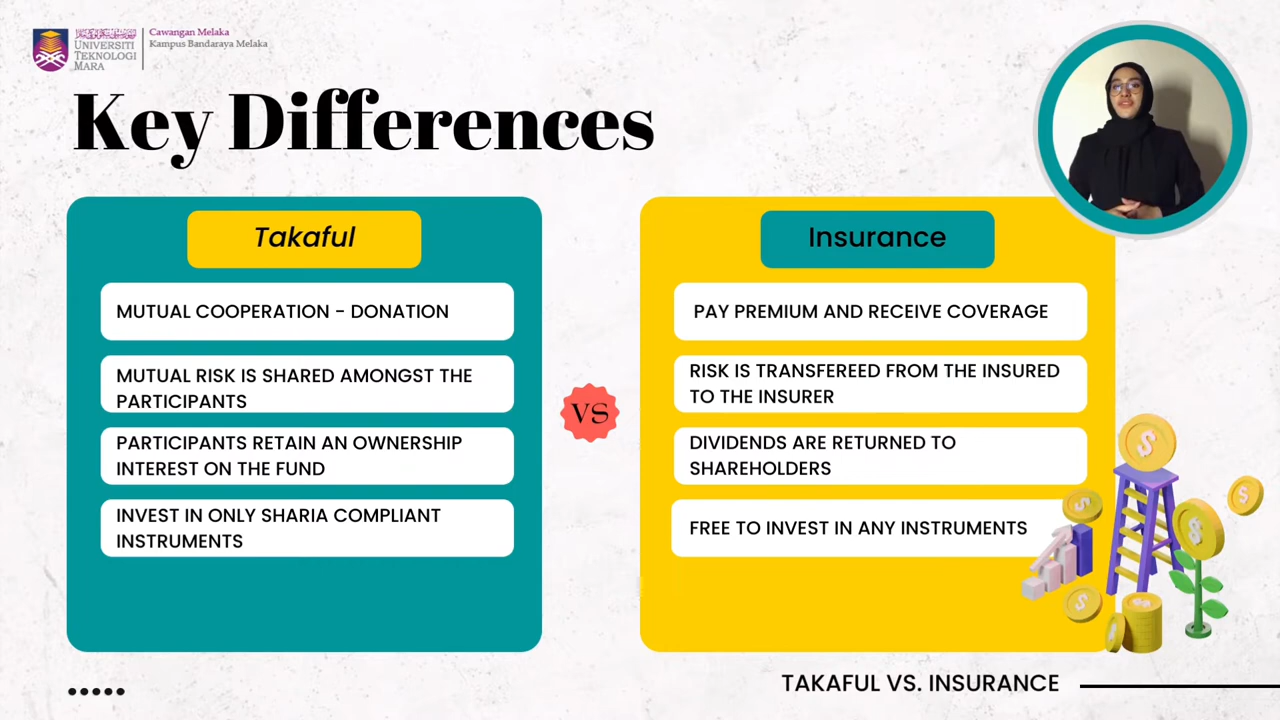 UNIVERSITI
TEKNOLOGI
MARA
Cawangan Melaka
Kampus Bandaraya Melaka
Key Differences
Takaful
MUTUAL COOPERATION - DONATION
MUTUAL RISK IS SHARED AMONGST THE
PARTICIPANTS
PARTICIPANTS RETAIN AN OWNERSHIP
INTEREST ON THE FUND
INVEST IN ONLY SHARIA COMPLIANT
INSTRUMENTS
VS
Insurance
PAY PREMIUM AND RECEIVE COVERAGE
RISK IS TRANSFEREED FROM THE INSURED
TO THE INSURER
DIVIDENDS ARE RETURNED TO
SHAREHOLDERS
FREE TO INVEST IN ANY INSTRUMENTS
TAKAFUL VS. INSURANCE